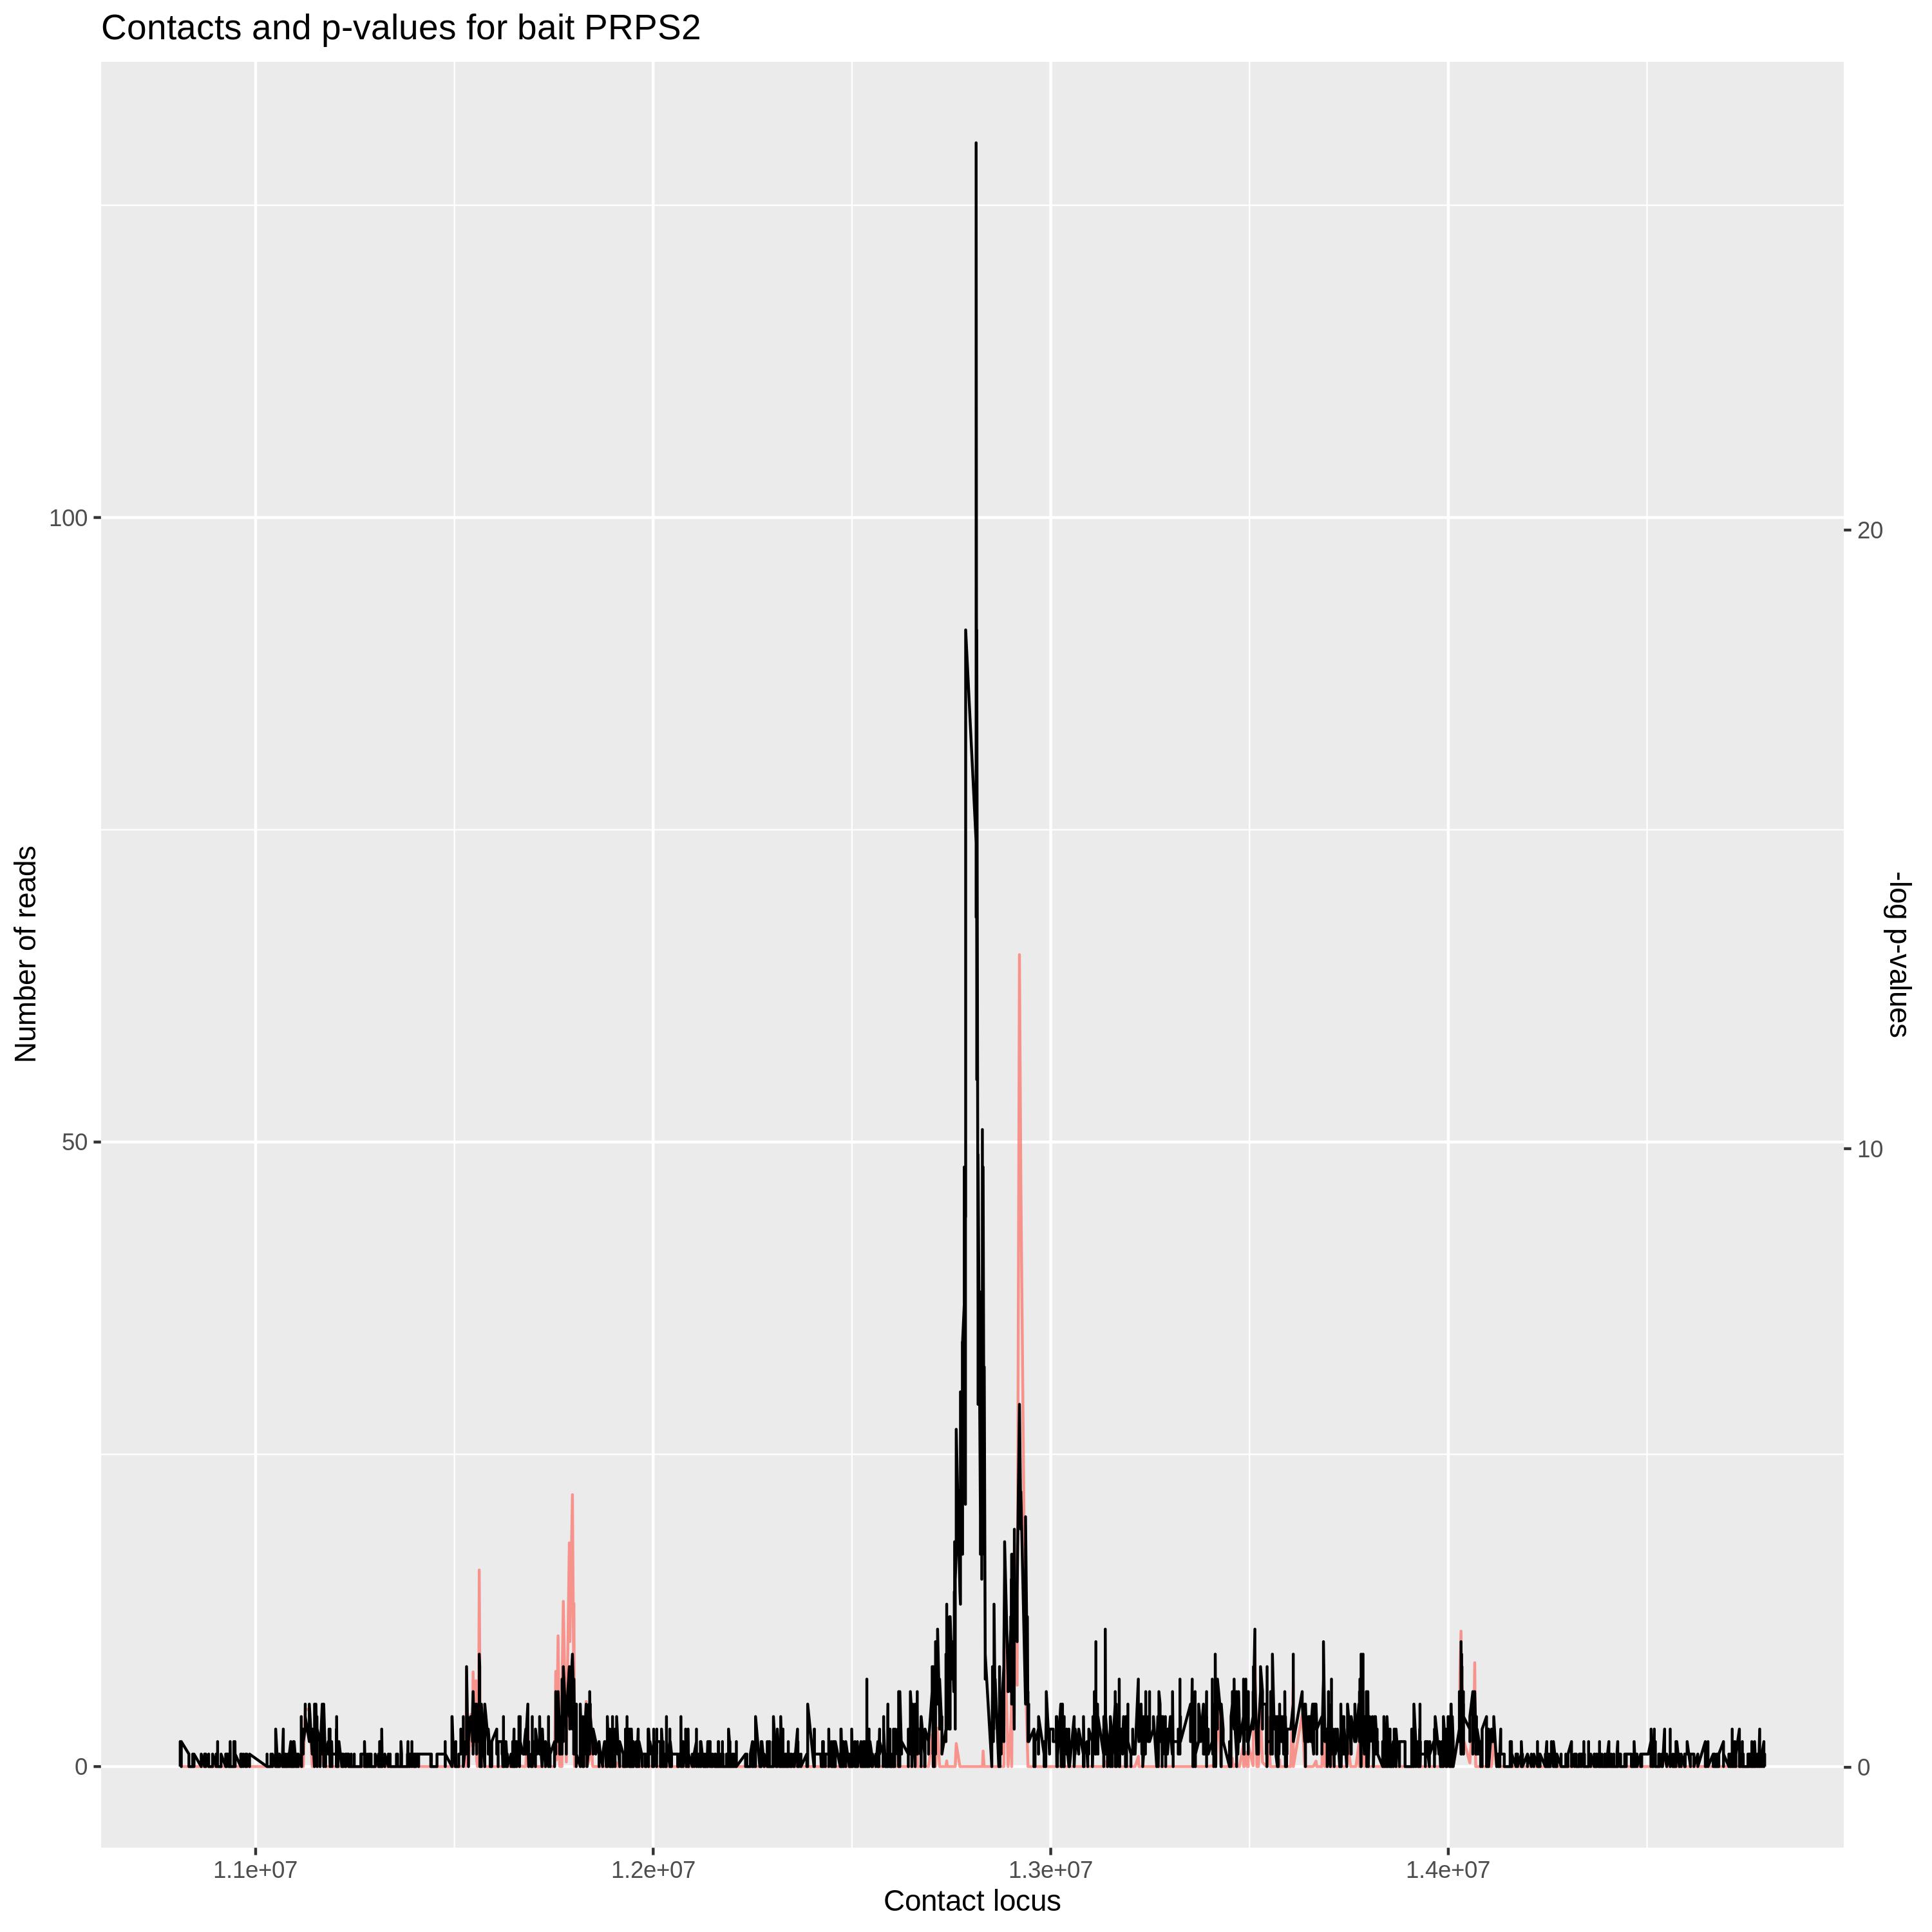 Contacts and p-values for bait PRPS2
Number of reads
100
50
0
20
10
0
-log p-values
1.1e+07
1.2e+07
1.3e+07
1.4e+07
Contact locus